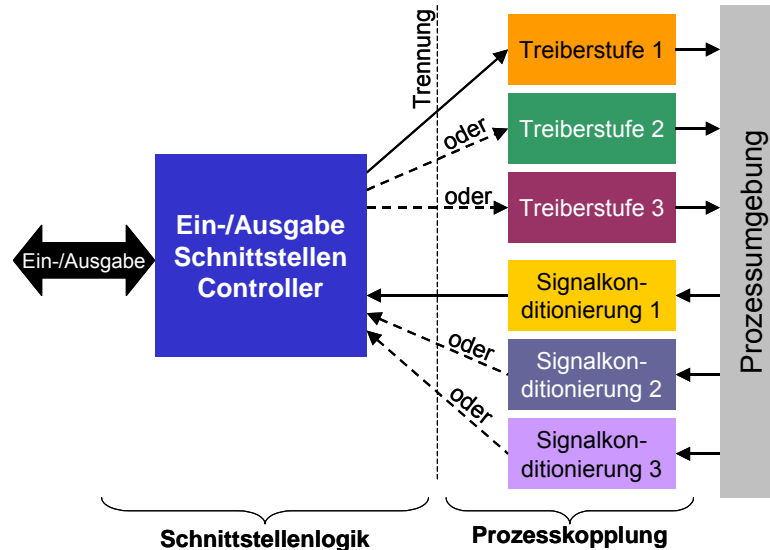 Trennung
Treiberstufe 1
oder
Treiberstufe 2
oder
Treiberstufe 3
Ein-/Ausgabe
Ein-/Ausgabe
Schnittstellen
Controller
Signalkon-
ditionierung 1
oder
Signalkon-
ditionierung 2
oder
Signalkon-
ditionierung 3
Prozessumgebung
Schnittstellenlogik
Prozesskopplung